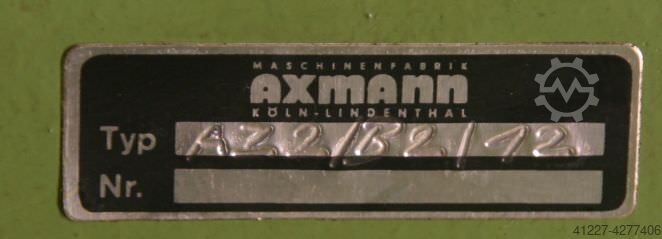 MASCHINENFABRIK
AXMANN
KÖLN-LINDENTHAL
Typ AZ2/B2/12
Nr.
41227-4277406